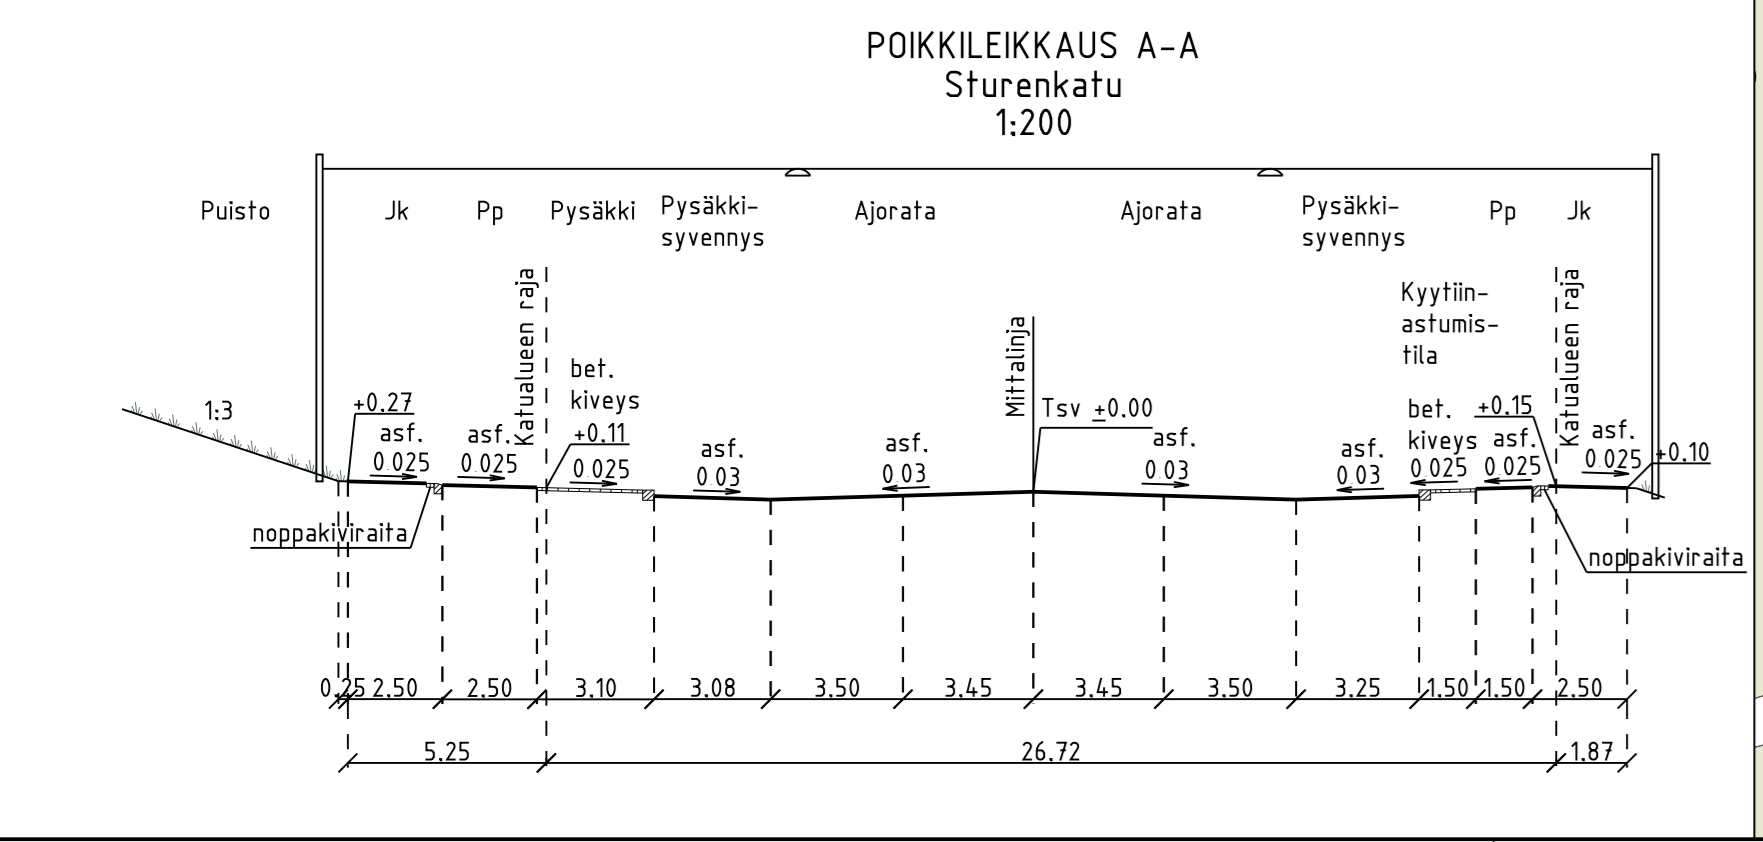 POIKKILEIKKAUS A-A
Sturenkatu
1:200
Puisto
Jk
Pp
Pysäkki
Pysäkki-
syvennys
Ajorata
Ajorata
Pysäkki-
syvennys
Pp
Jk
Katualueen raja
Mittalinja
Kyytiin-
astumis-
tila
Katualueen raja
1:3
+0.27
asf.
0.025
asf.
0.025
bet.
kiveys
+0.11
0.025
asf.
0.03
asf.
0.03
Tsv ±0.00
asf.
0.03
asf.
0.03
bet.
kiveys
0.025
+0.15
asf.
0.025
asf.
0.025
+0.10
noppakiviraita
noppakiviraita
0.25 2.50 2.50 3.10 3.08 3.50 3.45 3.45 3.50 3.25 1.50 1.50 2.50
5.25 26.72 1.87